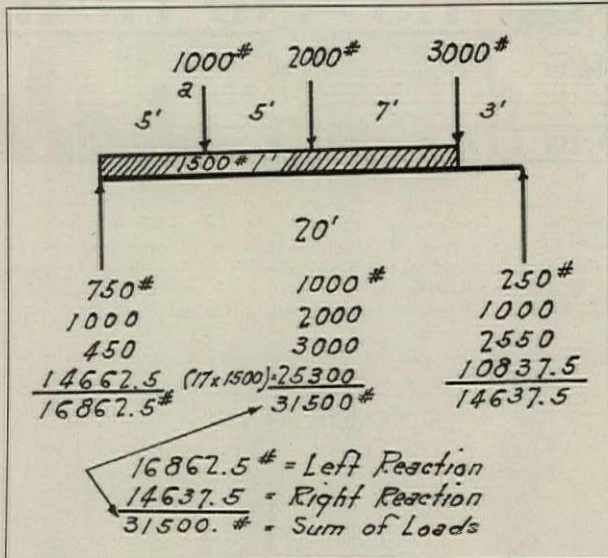 1000# 2000# 3000#
a
5' 5' 7' 3'
1500#/'
20'
750# 1000# 250#
1000 2000 1000
450 3000 2550
14662.5 (17x1500)=25300 10837.5
16862.5# 31500# 14637.5
16862.5# = Left Reaction
14637.5 = Right Reaction
31500.# = Sum of Loads